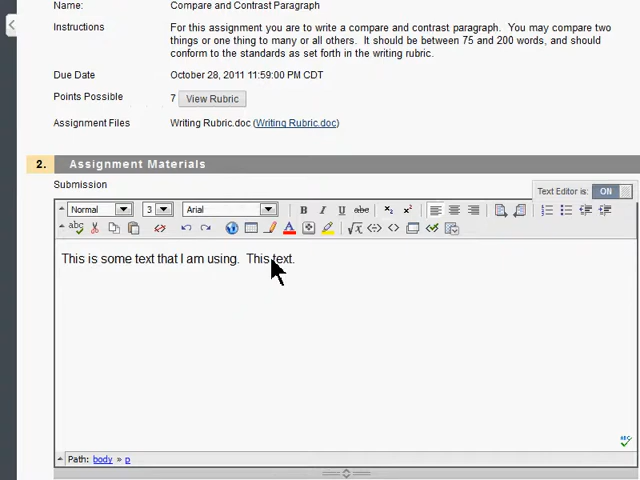 Name: Compare and Contrast Paragraph
Instructions For this assignment you are to write a compare and contrast paragraph. You may compare two
things or one thing to many or all others. It should be between 75 and 200 words, and should
conform to the standards as set forth in the writing rubric.
Due Date October 28, 2011 11:59:00 PM CDT
Points Possible 7 View Rubric
Assignment Files Writing Rubric.doc (Writing Rubric.doc)
2. Assignment Materials
Submission
Text Editor is: ON
Normal 3 Arial B I U abc x₂ x²
abc
This is some text that I am using. This text.
ABC
Path: body » p